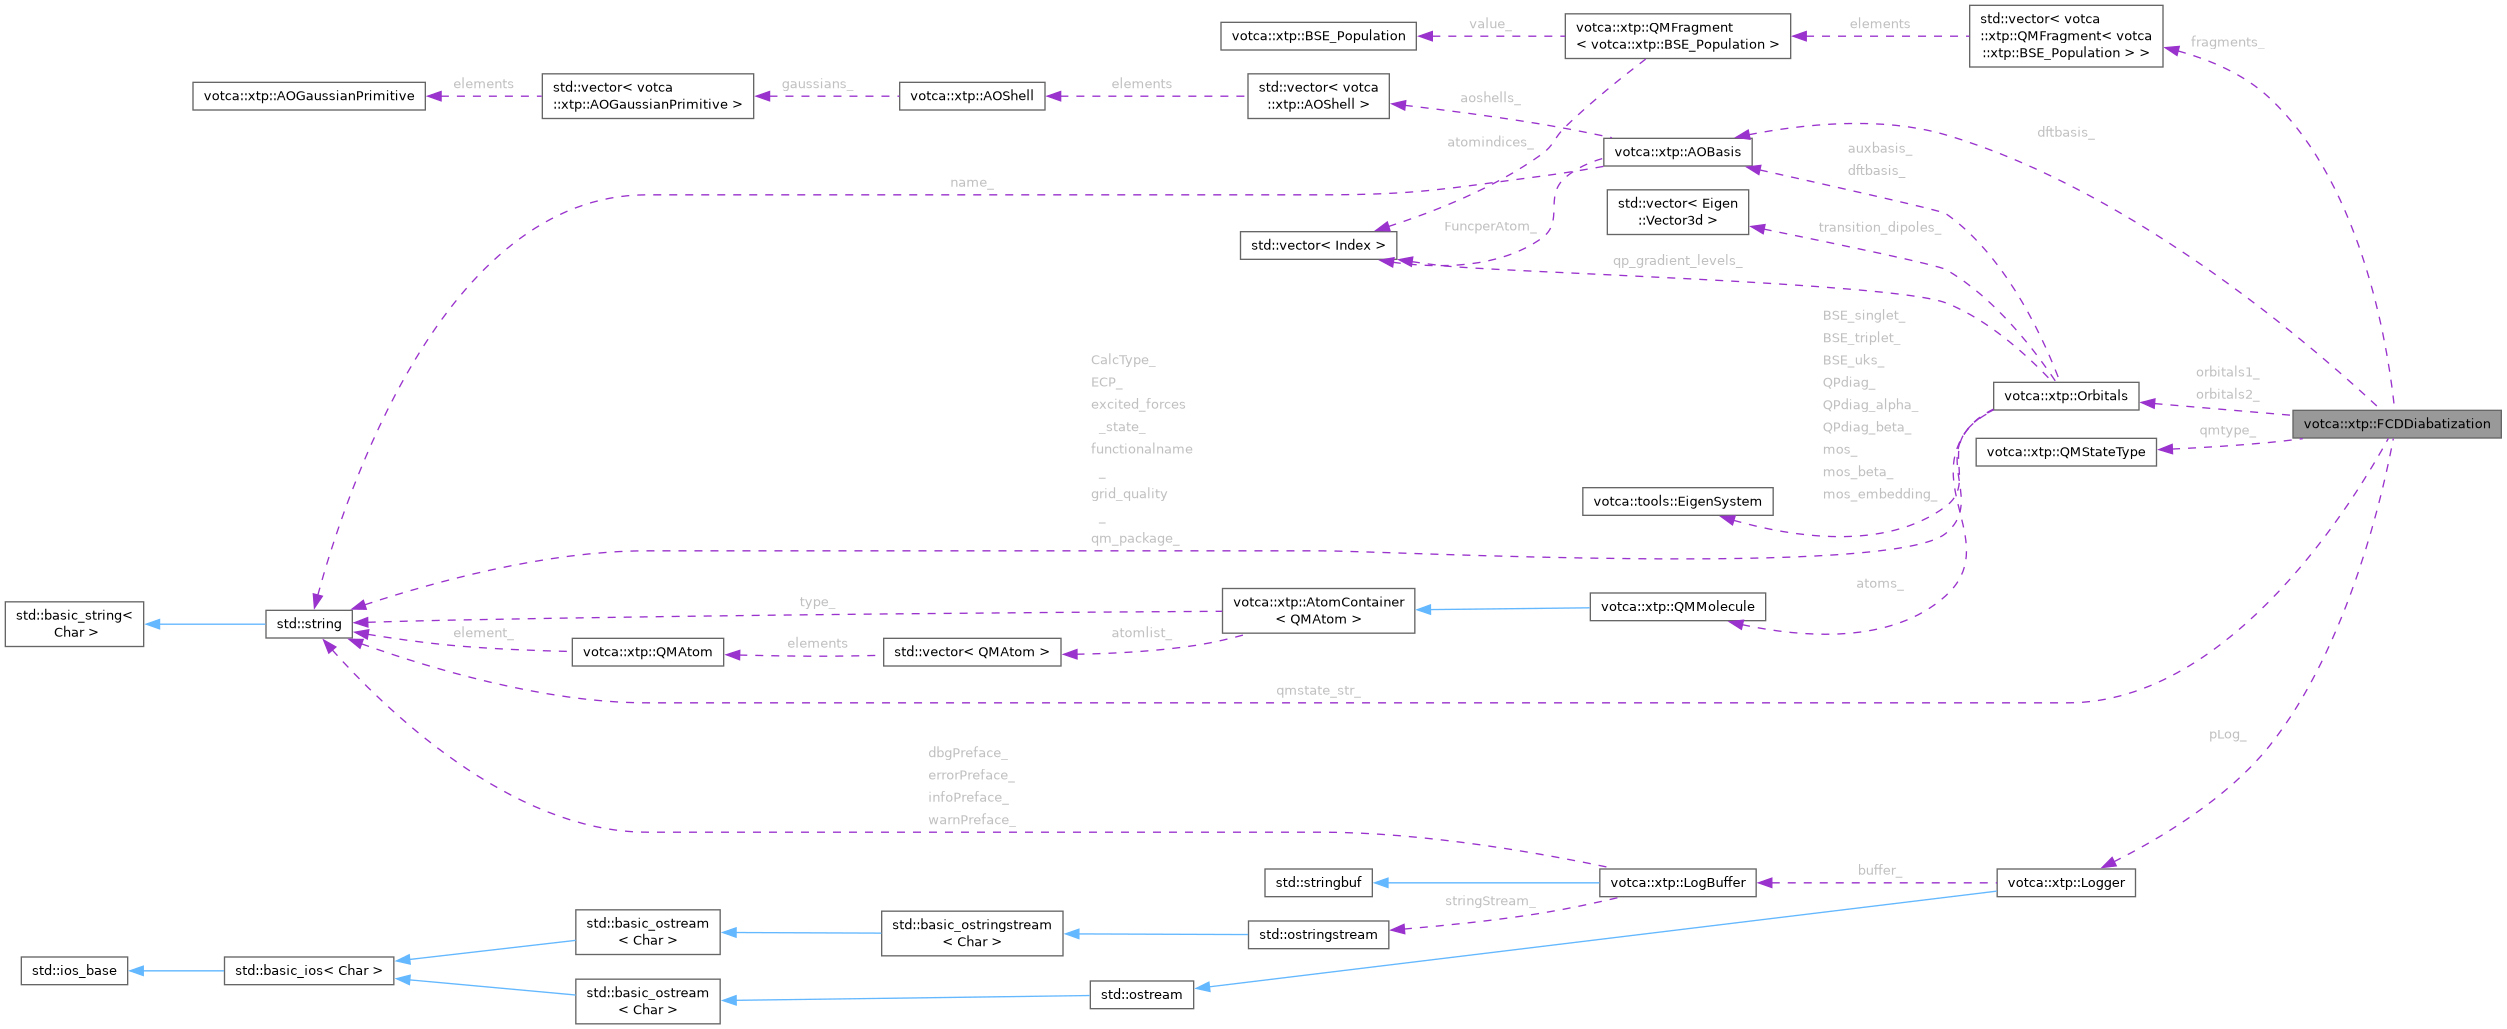 votca::xtp::BSE_Population
value_
votca::xtp::QMFragment
< votca::xtp::BSE_Population >
elements
std::vector< votca
::xtp::QMFragment< votca
::xtp::BSE_Population > >
fragments_
votca::xtp::AOGaussianPrimitive
elements
std::vector< votca
::xtp::AOGaussianPrimitive >
gaussians_
votca::xtp::AOShell
elements
std::vector< votca
::xtp::AOShell >
aoshells_
atomindices_
votca::xtp::AOBasis
auxbasis_
dftbasis_
dftbasis_
name_
std::vector< Eigen
::Vector3d >
transition_dipoles_
FuncperAtom_
std::vector< Index >
qp_gradient_levels_
BSE_singlet_
BSE_triplet_
BSE_uks_
QPdiag_
QPdiag_alpha_
QPdiag_beta_
mos_
mos_beta_
mos_embedding_
CalcType_
ECP_
excited_forces
_state_
functionalname
_
grid_quality
_
qm_package_
votca::xtp::Orbitals
orbitals1_
orbitals2_
votca::xtp::FCDDiabatization
qmtype_
votca::xtp::QMStateType
votca::tools::EigenSystem
atoms_
std::basic_string<
Char >
std::string
type_
votca::xtp::AtomContainer
< QMAtom >
votca::xtp::QMMolecule
element_
votca::xtp::QMAtom
elements
std::vector< QMAtom >
atomlist_
qmstate_str_
pLog_
dbgPreface_
errorPreface_
infoPreface_
warnPreface_
std::stringbuf
votca::xtp::LogBuffer
buffer_
votca::xtp::Logger
stringStream_
std::basic_ostream
< Char >
std::basic_ostringstream
< Char >
std::ostringstream
std::ios_base
std::basic_ios< Char >
std::basic_ostream
< Char >
std::ostream